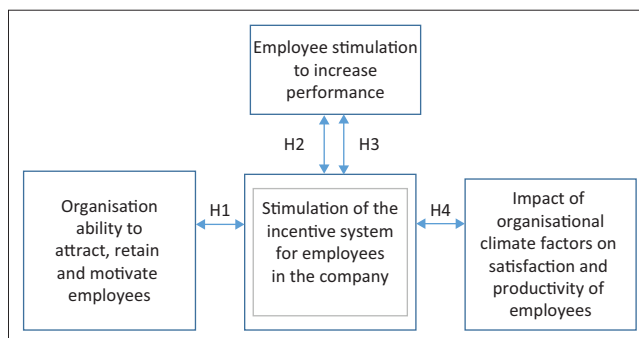 Employee stimulation
to increase
performance
H2
H3
Organisation
ability to
attract, retain
and motivate
employees
H1
Stimulation of the
incentive system
for employees
in the company
H4
Impact of
organisational
climate factors on
satisfaction and
productivity of
employees